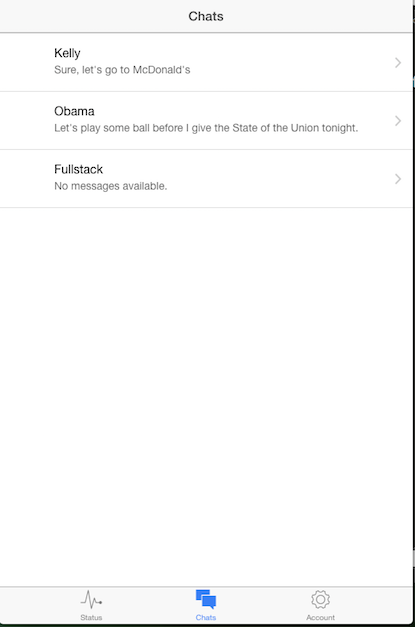 Chats
Kelly
Sure, let's go to McDonald's
Obama
Let's play some ball before I give the State of the Union tonight.
Fullstack
No messages available.
Status
Chats
Account